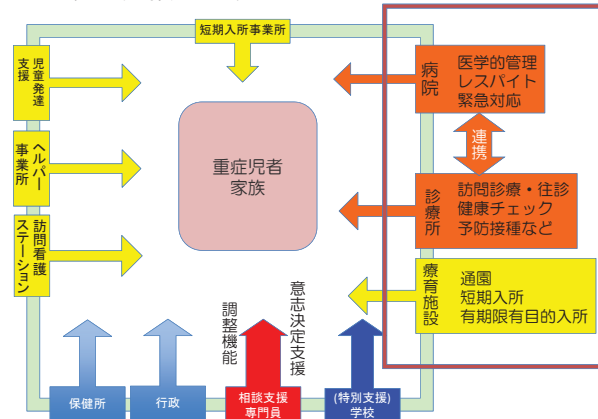 短期入所事業所
児童発達
支援
ヘルパー
事業所
訪問看護
ステーション
重症児者
家族
病院
医学的管理
レスパイト
緊急対応
連携
診療所
訪問診療・往診
健康チェック
予防接種など
療育施設
通園
短期入所
有期限有目的入所
意志決定支援
調整機能
保健所
行政
相談支援
専門員
(特別支援)
学校